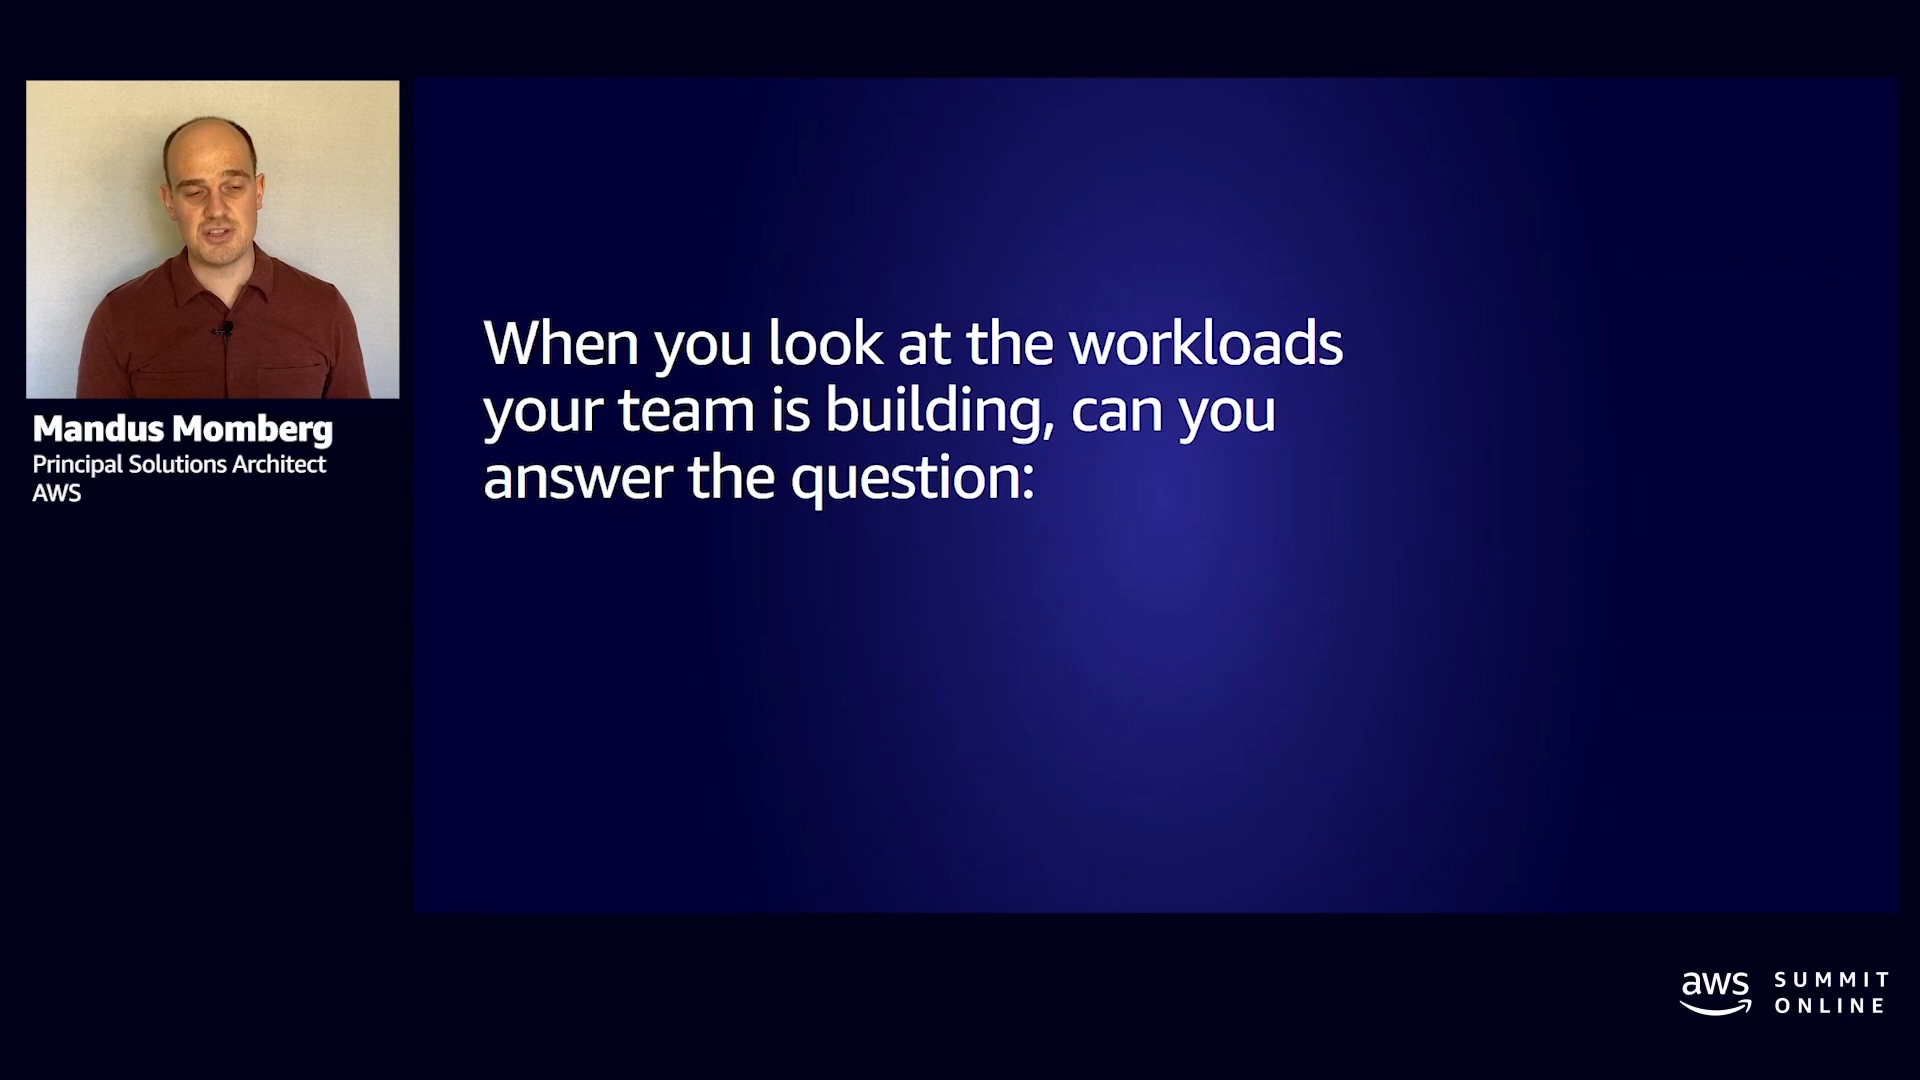 Mandus Momberg
Principal Solutions Architect
AWS
When you look at the workloads
your team is building, can you
answer the question:
aws
SUMMIT
ONLINE